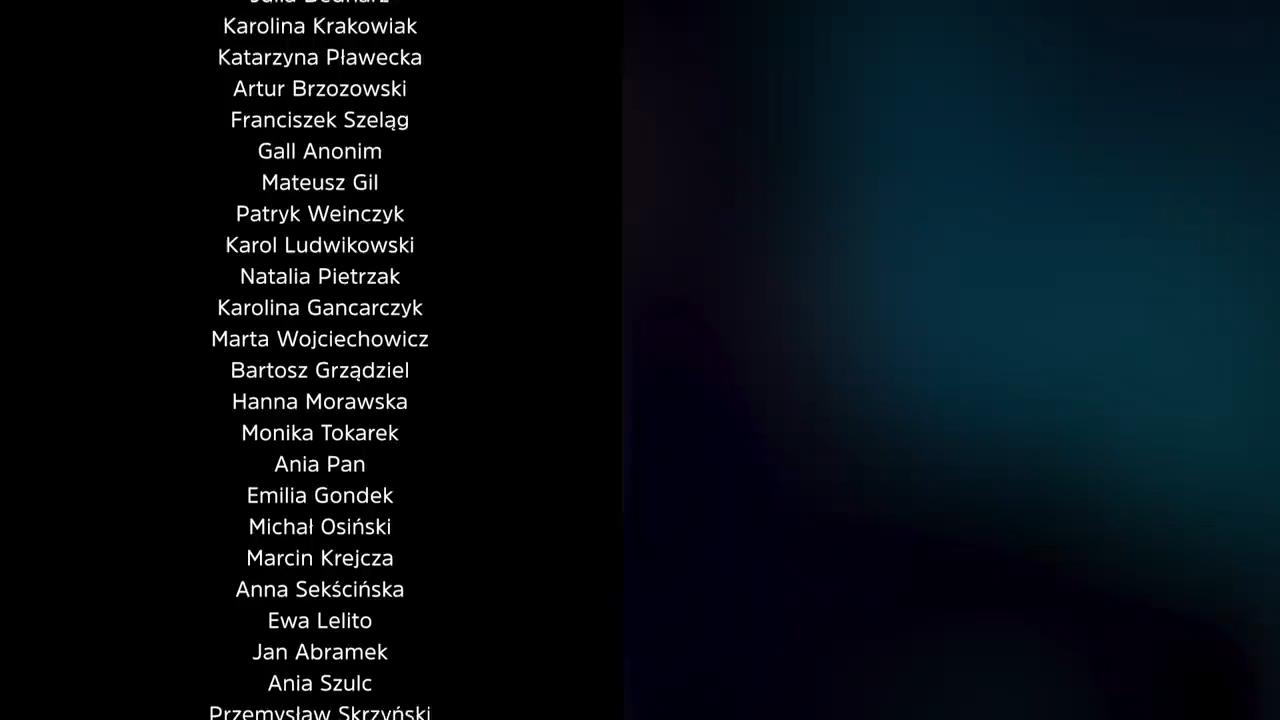 Karolina Krakowiak
Katarzyna Pławecka
Artur Brzozowski
Franciszek Szeląg
Gall Anonim
Mateusz Gil
Patryk Weinczyk
Karol Ludwikowski
Natalia Pietrzak
Karolina Gancarczyk
Marta Wojciechowicz
Bartosz Grządziel
Hanna Morawska
Monika Tokarek
Ania Pan
Emilia Gondek
Michał Osiński
Marcin Krejcza
Anna Sekścińska
Ewa Lelito
Jan Abramek
Ania Szulc
Przemysław Skrzyński